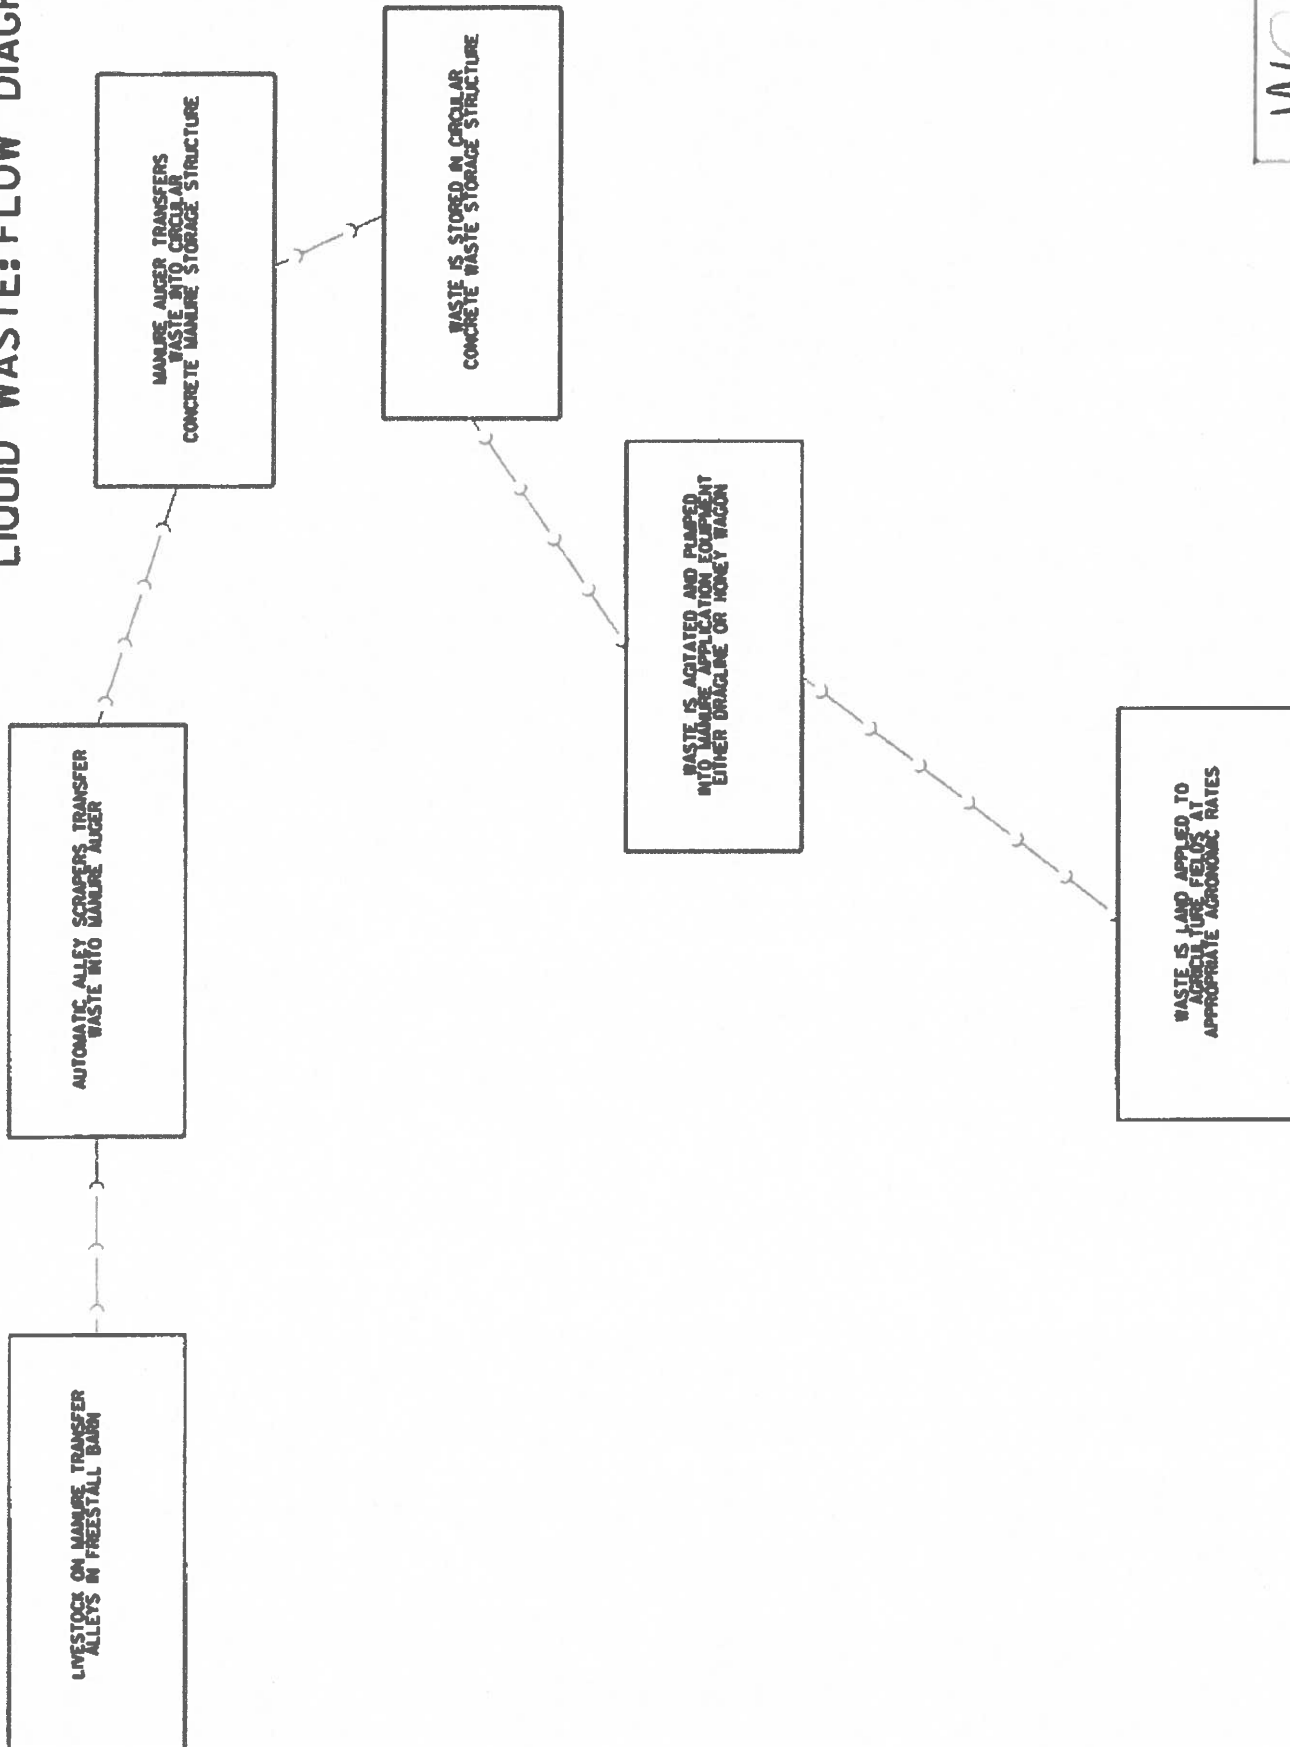 LIQUID WASTE: FLOW
LIVESTOCK ON MANURE TRANSFER
ALLEYS IN FREESTALL BARN
AUTOMATIC ALLEY SCRAPERS TRANSFER
WASTE INTO MANURE AUGER
MANURE AUGER TRANSFERS
WASTE INTO CIRCULAR
CONCRETE MANURE STORAGE STRUCTURE
WASTE IS STORED IN CIRCULAR
CONCRETE WASTE STORAGE STRUCTURE
WASTE IS AGITATED AND PUMPED
INTO MANURE APPLICATION EQUIPMENT
EITHER DRAGLINE OR HONEY WAGON
WASTE IS LAND APPLIED TO
AGRICULTURE FIELDS AT
APPROPRIATE AGRONOMIC RATES